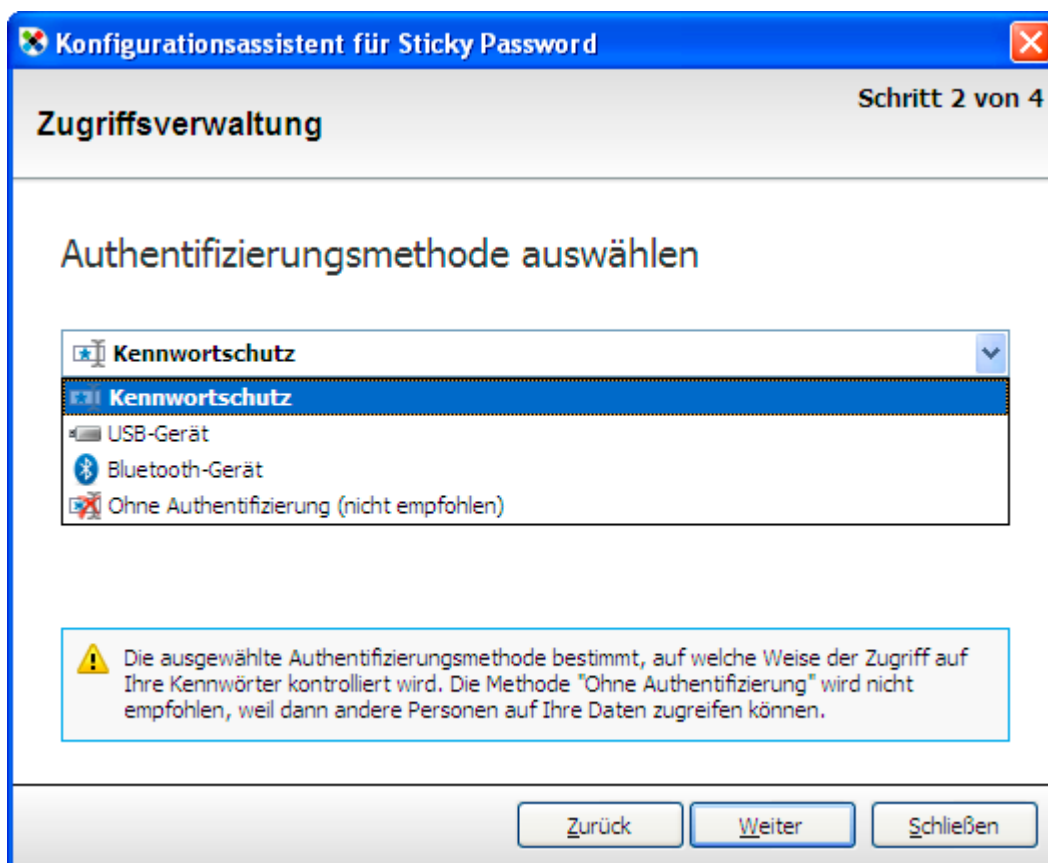 Konfigurationsassistent für Sticky Password
Schritt 2 von 4
Zugriffsverwaltung
Authentifizierungsmethode auswählen
Kennwortschutz
Kennwortschutz
USB-Gerät
Bluetooth-Gerät
Ohne Authentifizierung (nicht empfohlen)
Die ausgewählte Authentifizierungsmethode bestimmt, auf welche Weise der Zugriff auf
Ihre Kennwörter kontrolliert wird. Die Methode "Ohne Authentifizierung" wird nicht
empfohlen, weil dann andere Personen auf Ihre Daten zugreifen können.
Zurück
Weiter
Schließen